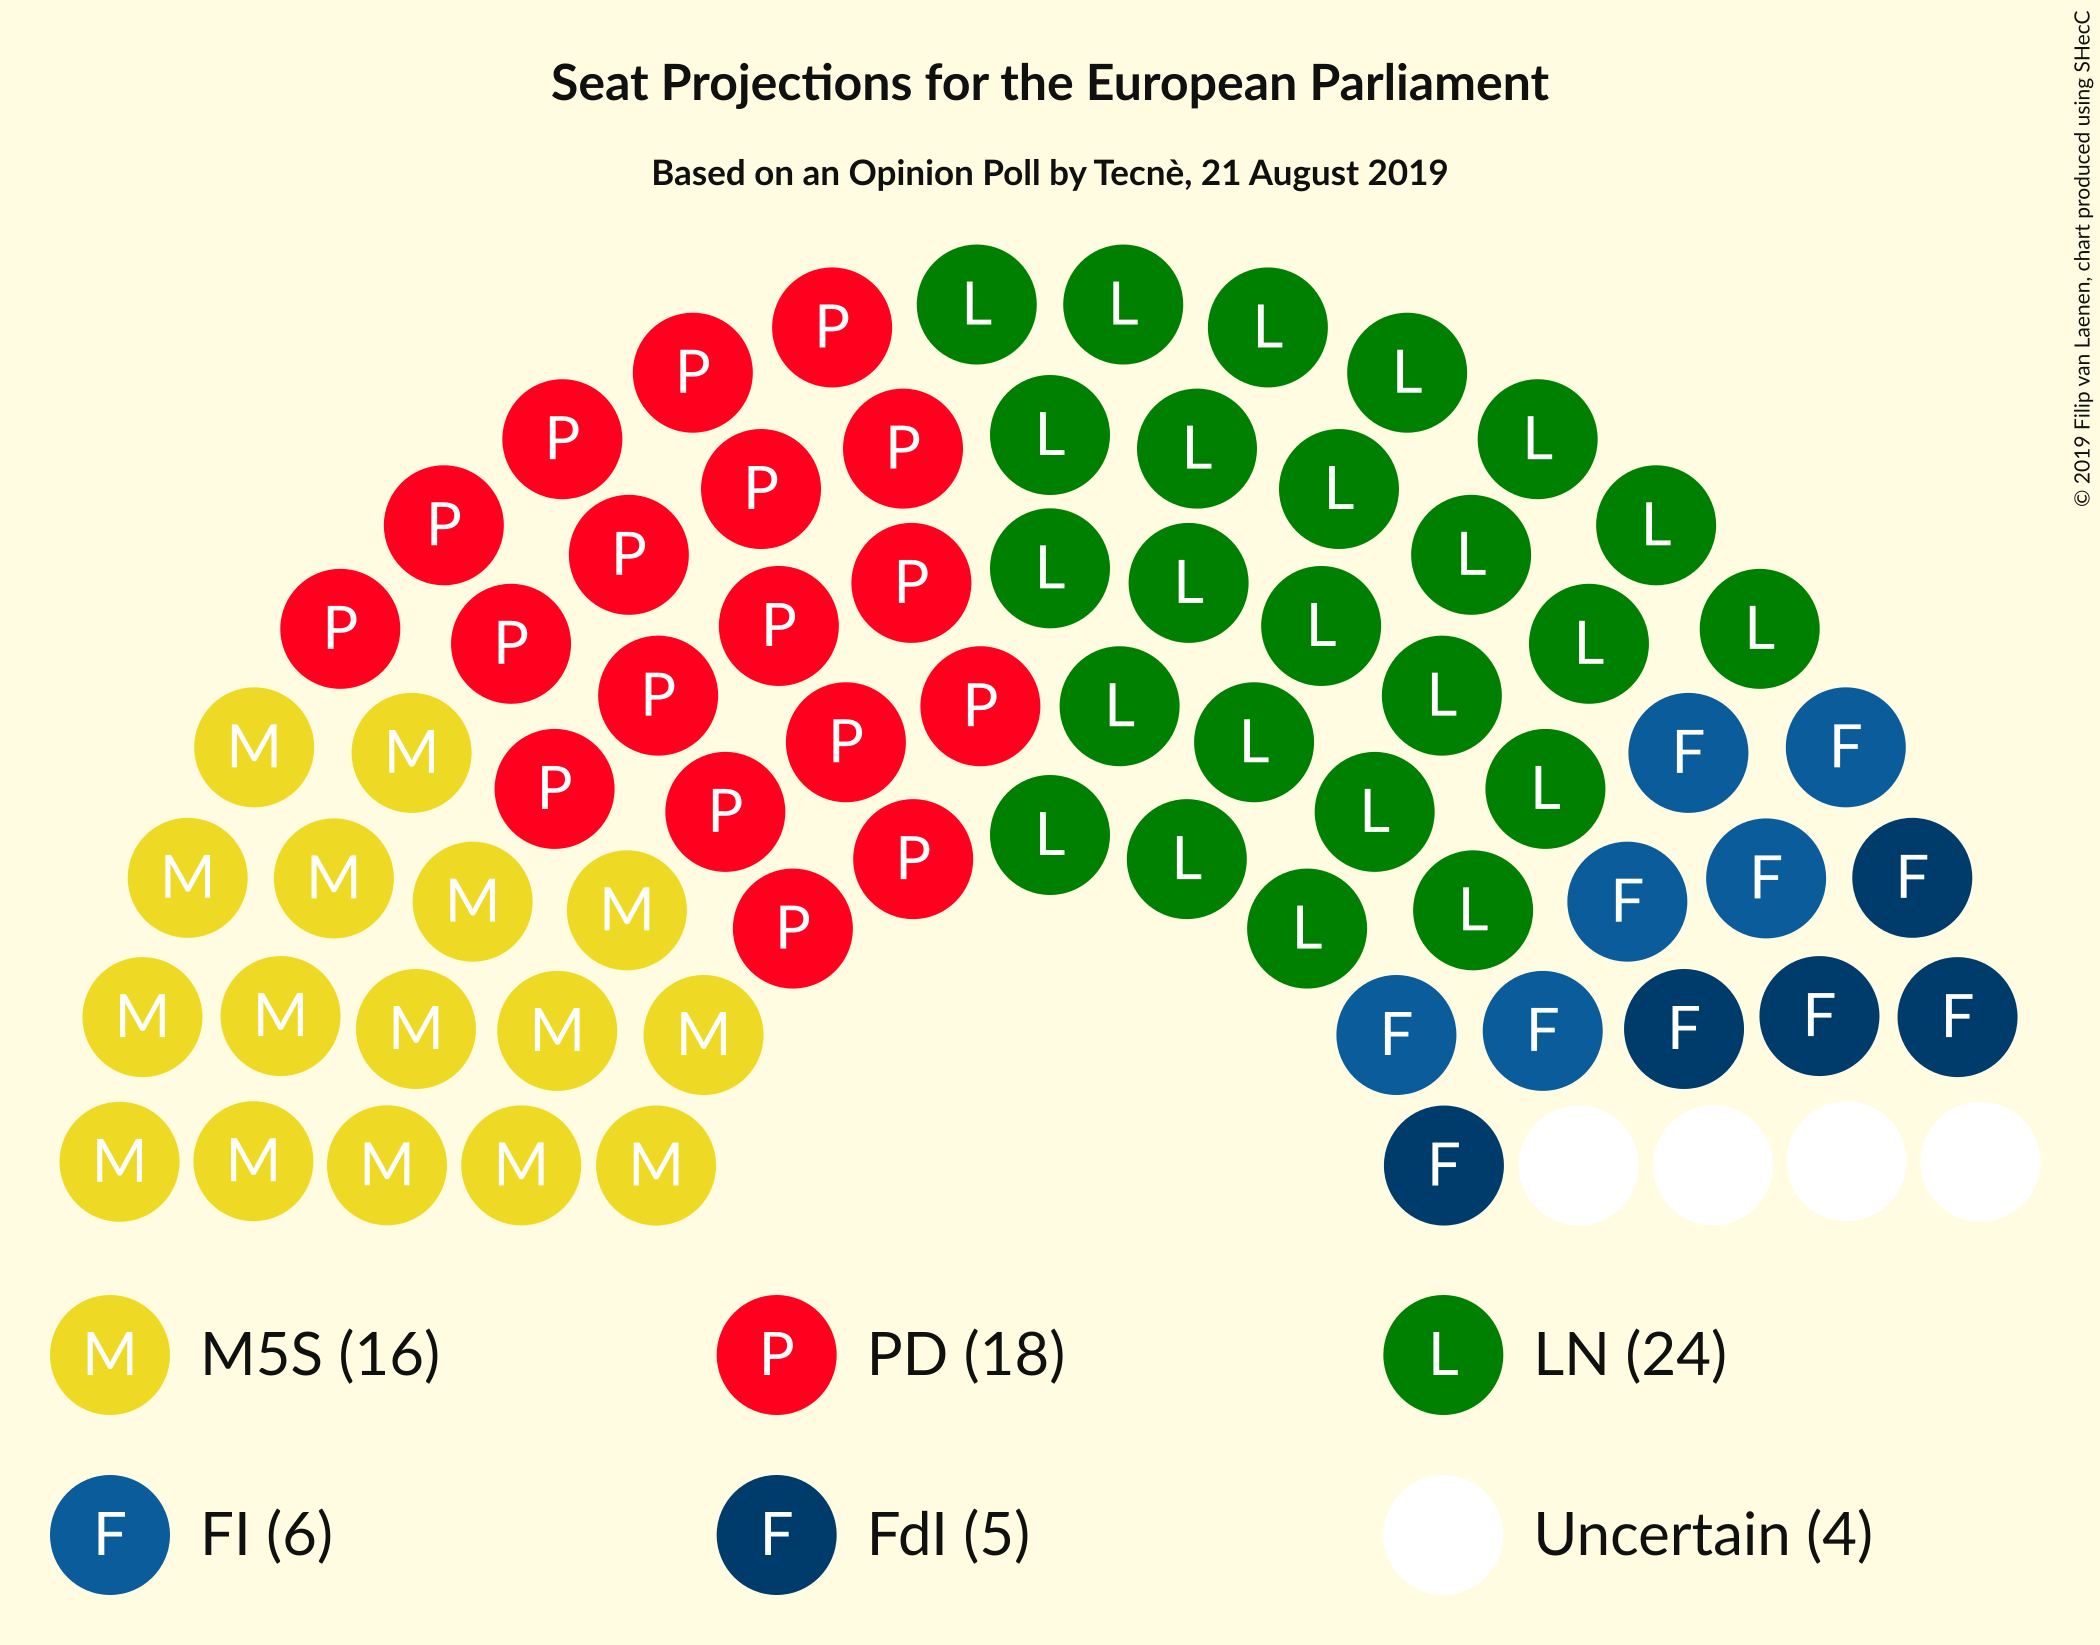 Seat Projections for the European Parliament
Based on an Opinion Poll by Tecnè, 21 August 2019
© 2019 Filip van Laenen, chart produced using SHecC
L L
P L
P L
L
P L
P L
P L
P L
P L
P L
L
P L
P L
P L
P L
P L
P L
M F
M F
P L
P L
P L
L
P L
M F
M F
M F
M L
P L
M F
M F
M F
M F
M F
M M F
M M M M M F
M M5S (16) P PD (18) L LN (24)
F FI (6) F FdI (5) Uncertain (4)